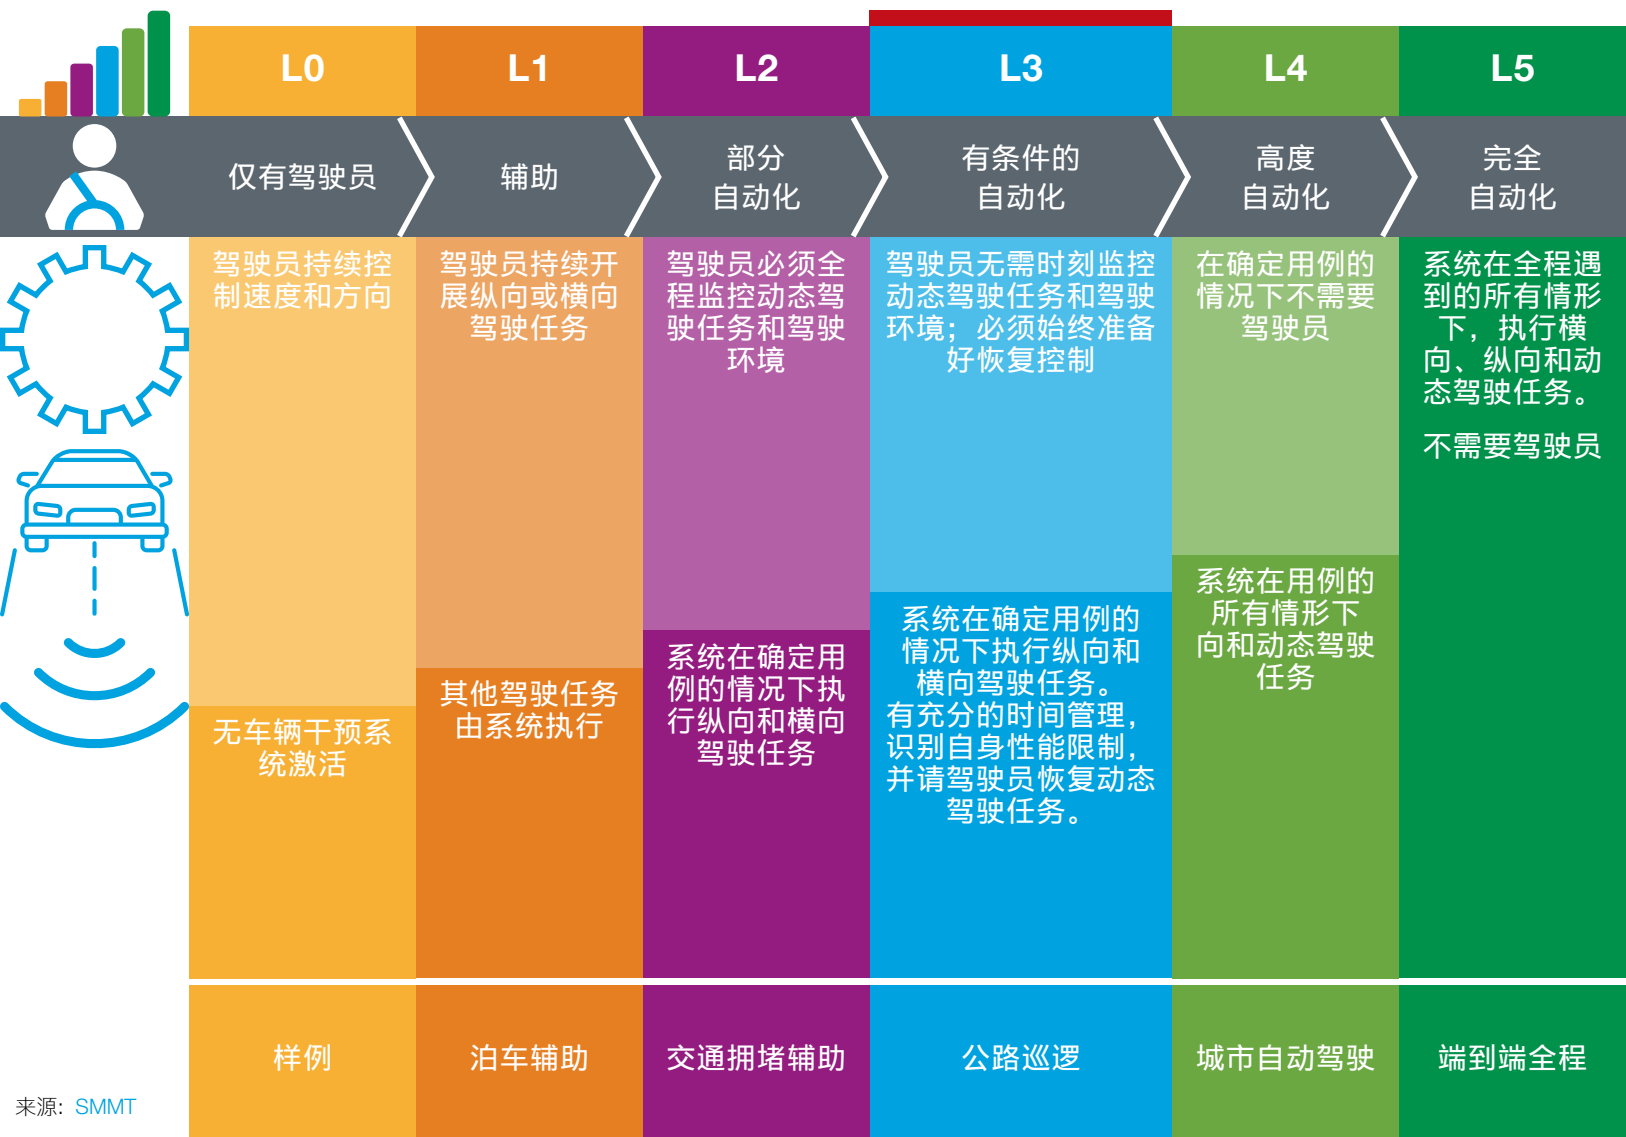 L0
L1
L2
L3
L4
L5
仅有驾驶员
辅助
部分
自动化
有条件的
自动化
高度
自动化
完全
自动化
驾驶员持续控
制速度和方向
驾驶员持续开
展纵向或横向
驾驶任务
驾驶员必须全
程监控动态驾
驶任务和驾驶
环境
驾驶员无需时刻监控
动态驾驶任务和驾驶
环境；必须始终准备
好恢复控制
在确定用例的
情况下不需要
驾驶员
系统在全程遇
到的所有情形
下，执行横
向、纵向和动
态驾驶任务。
不需要驾驶员
无车辆干预系
统激活
其他驾驶任务
由系统执行
系统在确定用
例的情况下执
行纵向和横向
驾驶任务
系统在确定用例的
情况下执行纵向和
横向驾驶任务。
有充分的时间管理，
识别自身性能限制，
并请驾驶员恢复动态
驾驶任务。
系统在用例的
所有情形下
向和动态驾驶
任务
样例
泊车辅助
交通拥堵辅助
公路巡逻
城市自动驾驶
端到端全程
来源：SMMT